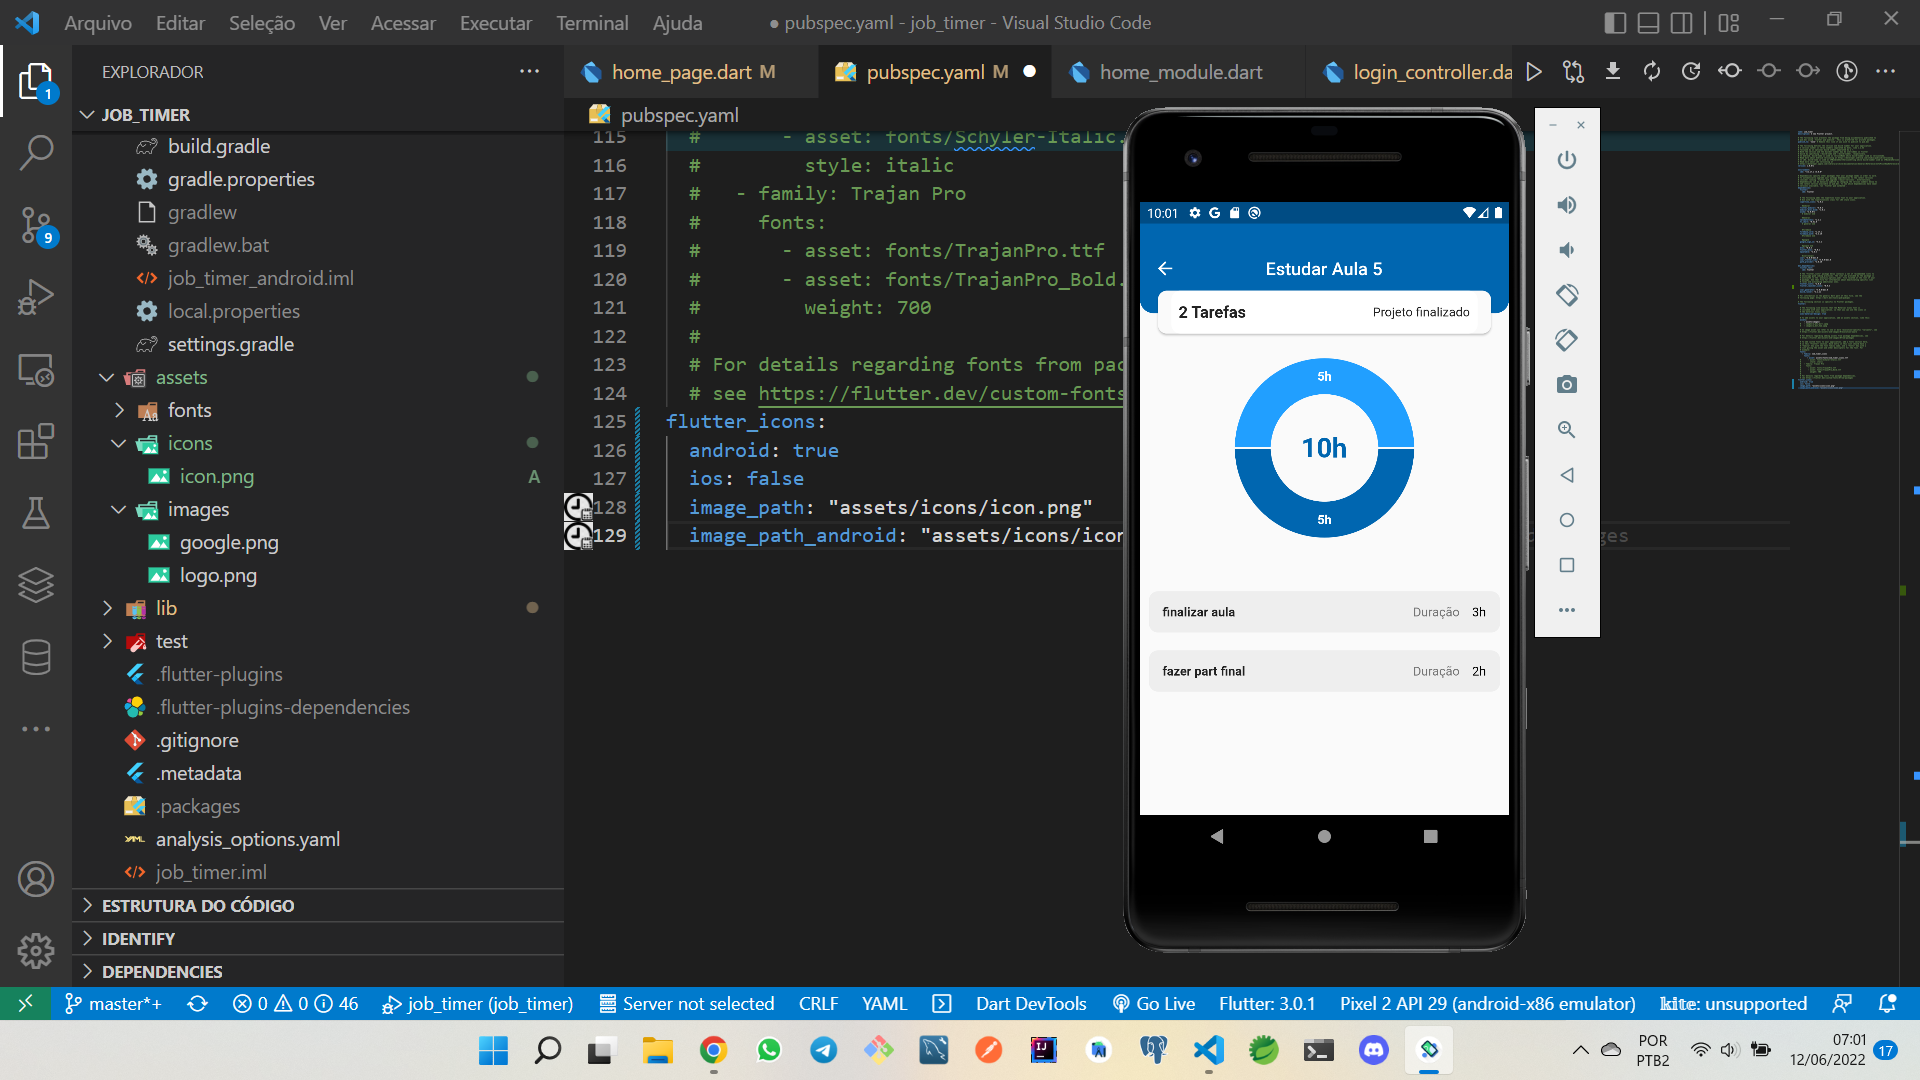 Arquivo Editar Seleção Ver Acessar Executar Terminal Ajuda
● pubspec.yaml - job_timer - Visual Studio Code
EXPLORADOR
home_page.dart M
pubspec.yaml M
home_module.dart
login_controller.da
JOB_TIMER
pubspec.yaml
build.gradle
gradle.properties
gradlew
gradlew.bat
job_timer_android.iml
local.properties
settings.gradle
assets
fonts
icons
icon.png A
images
google.png
logo.png
lib
test
.flutter-plugins
.flutter-plugins-dependencies
.gitignore
.metadata
.packages
analysis_options.yaml
job_timer.iml
ESTRUTURA DO CÓDIGO
IDENTIFY
DEPENDENCIES
1
9
115 # - asset: fonts/Schyler-Italic.
116 # style: italic
117 # - family: Trajan Pro
118 # fonts:
119 # - asset: fonts/TrajanPro.ttf
120 # - asset: fonts/TrajanPro_Bold.
121 # weight: 700
122 #
123 # For details regarding fonts from pac
124 # see https://flutter.dev/custom-fonts
125 flutter_icons:
126 android: true
127 ios: false
128 image_path: "assets/icons/icon.png"
129 image_path_android: "assets/icons/icon
10:01
Estudar Aula 5
2 Tarefas Projeto finalizado
5h
10h
5h
finalizar aula Duração 3h
fazer part final Duração 2h
master*+ 0 0 46 job_timer (job_timer) Server not selected CRLF YAML Dart DevTools Go Live Flutter: 3.0.1 Pixel 2 API 29 (android-x86 emulator) kite: unsupported
POR
PTB2
07:01
12/06/2022
17